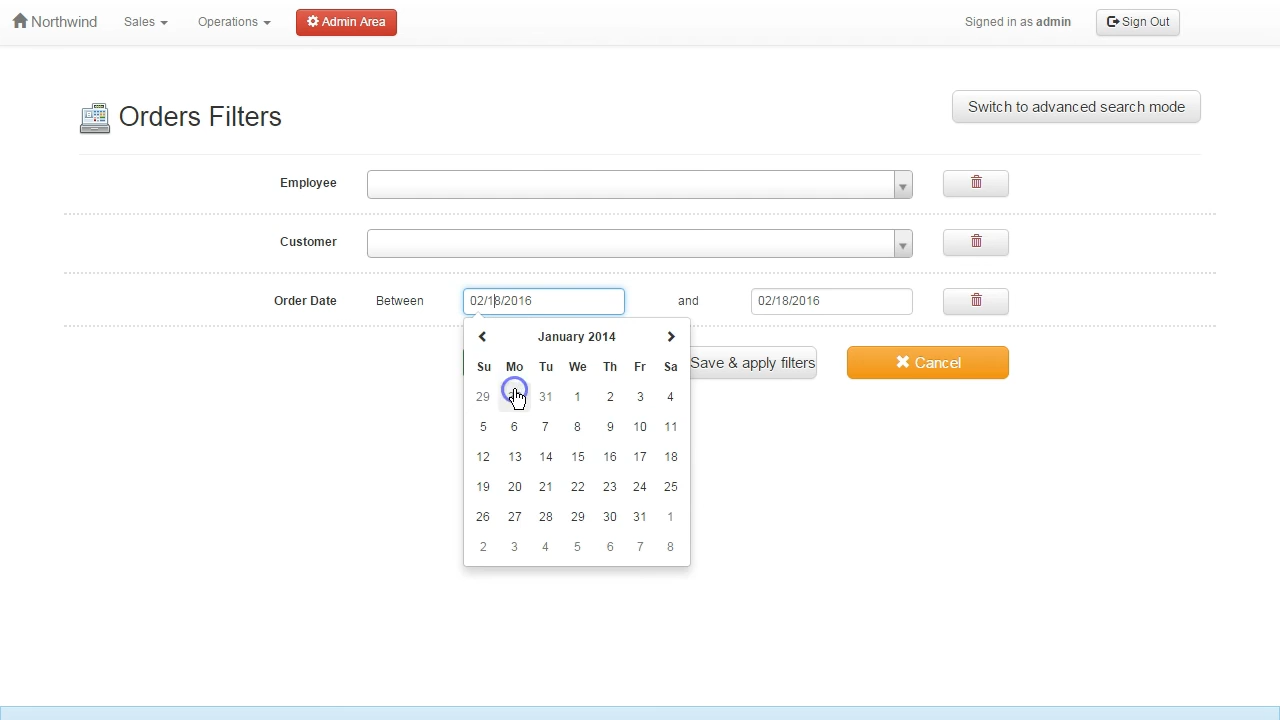 Northwind Sales Operations Admin Area Signed in as admin Sign Out
Orders Filters
Switch to advanced search mode
Employee
Customer
Order Date Between 02/18/2016 and 02/18/2016
January 2014
Save & apply filters
Cancel
Su Mo Tu We Th Fr Sa
29 31 1 2 3 4
5 6 7 8 9 10 11
12 13 14 15 16 17 18
19 20 21 22 23 24 25
26 27 28 29 30 31 1
2 3 4 5 6 7 8